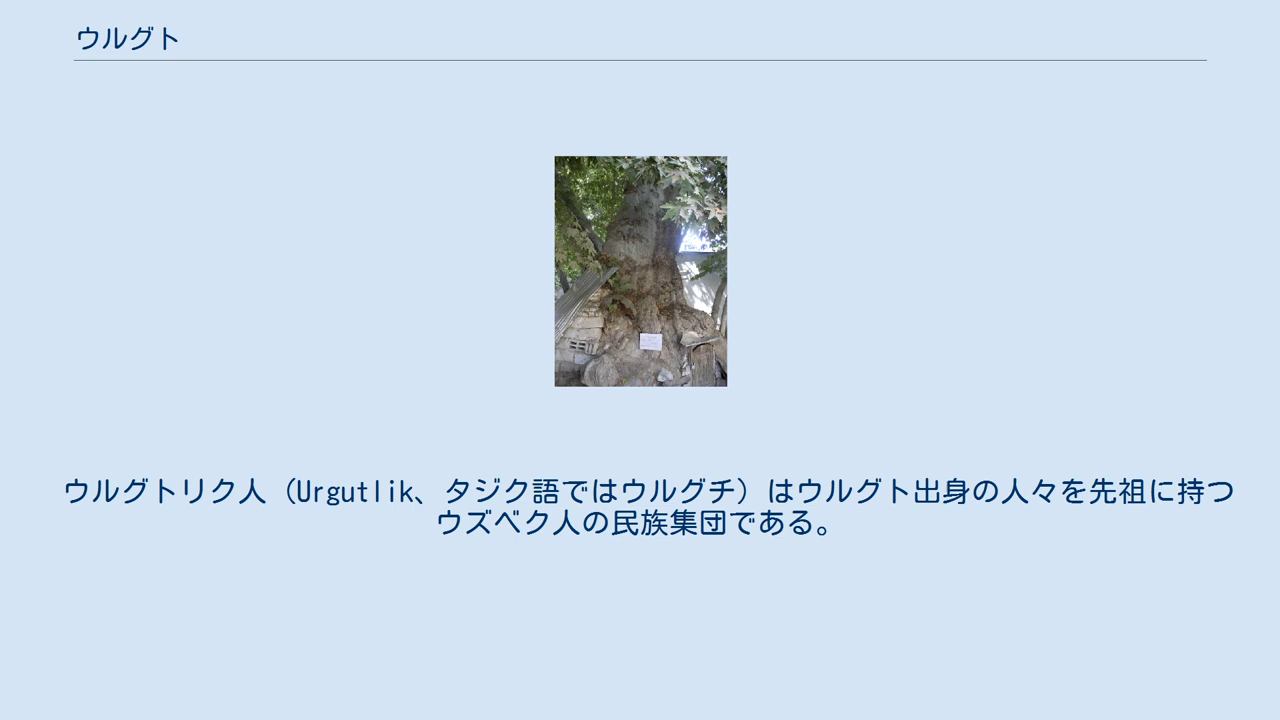 ウルグト
ウルグトリク人（Urgutlik、タジク語ではウルグチ）はウルグト出身の人々を先祖に持つ
ウズベク人の民族集団である。